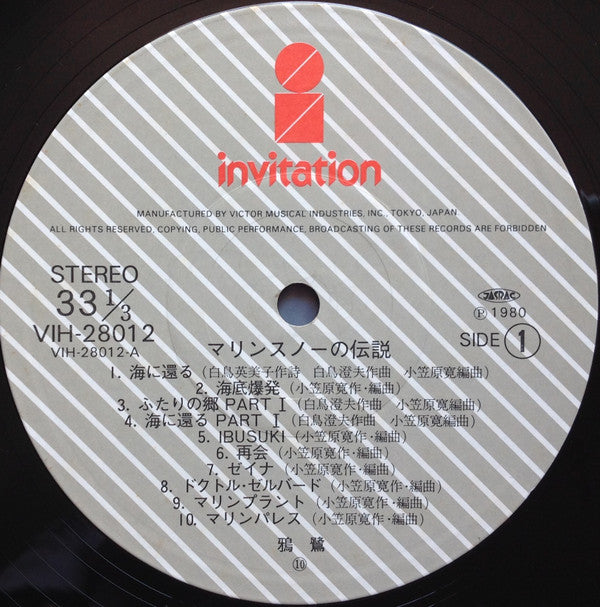 invitation
MANUFACTURED BY VICTOR MUSICAL INDUSTRIES, INC., TOKYO, JAPAN.
ALL RIGHTS RESERVED, COPYING, PUBLIC PERFORMANCE, BROADCASTING OF THESE RECORDS ARE FORBIDDEN
STEREO
33 1/3
VIH-28012
VIH-28012-A
JASRAC
Ⓟ 1980
SIDE 1
マリンスノーの伝説
1. 海に還る (白鳥英美子作詩 白鳥澄夫作曲 小笠原寛編曲)
2. 海底爆発 (小笠原寛作・編曲)
3. ふたりの郷 PART I (白鳥澄夫作曲 小笠原寛編曲)
4. 海に還る PART I (白鳥澄夫作曲 小笠原寛編曲)
5. IBUSUKI (小笠原寛作・編曲)
6. 再会 (小笠原寛作・編曲)
7. ゼイナ (小笠原寛作・編曲)
8. ドクトル・ゼルバード (小笠原寛作・編曲)
9. マリンプラント (小笠原寛作・編曲)
10. マリンパレス (小笠原寛作・編曲)
鴉鷺
⑩